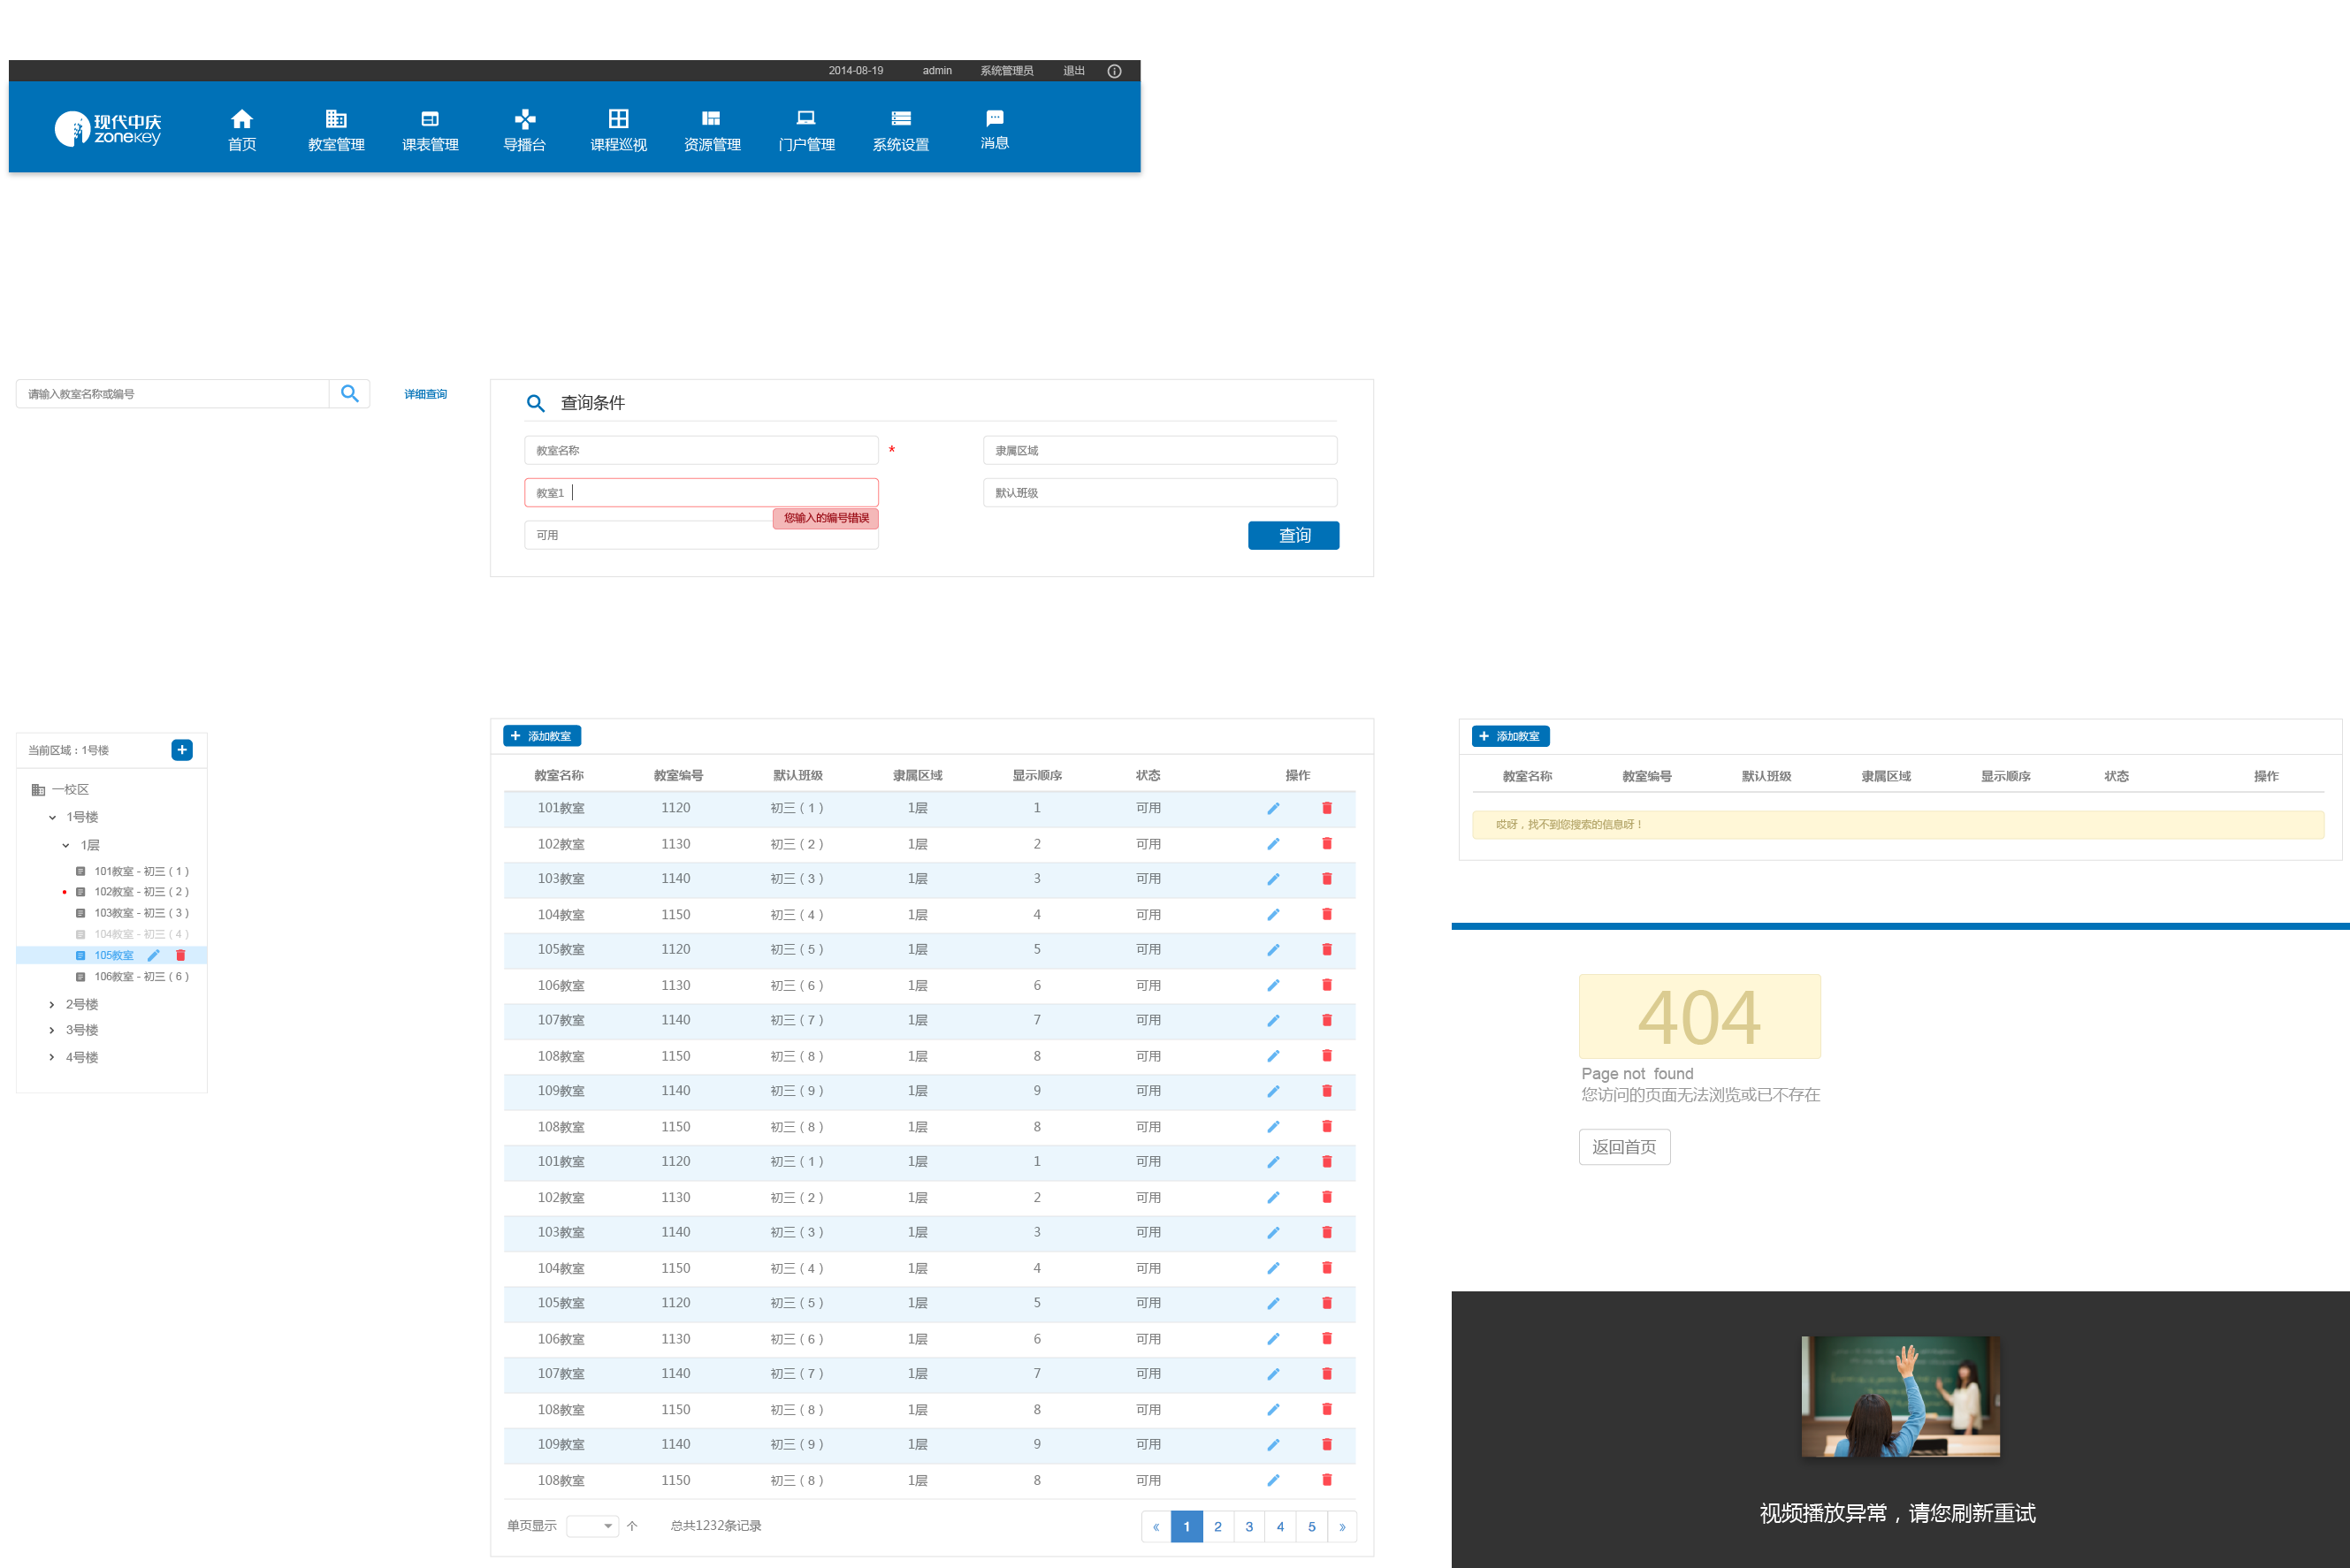 2014-08-19 admin 系统管理员 退出
现代中庆
zonekey
首页 教室管理 课表管理 导播台 课程巡视 资源管理 门户管理 系统设置 消息
请输入教室名称或编号
详细查询
查询条件
教室名称 * 隶属区域
教室1 默认班级
您输入的编号错误
可用
查询
当前区域：1号楼
一校区
1号楼
1层
101教室 - 初三（1）
102教室 - 初三（2）
103教室 - 初三（3）
104教室 - 初三（4）
105教室
106教室 - 初三（6）
2号楼
3号楼
4号楼
添加教室
教室名称 教室编号 默认班级 隶属区域 显示顺序 状态 操作
101教室 1120 初三（1） 1层 1 可用
102教室 1130 初三（2） 1层 2 可用
103教室 1140 初三（3） 1层 3 可用
104教室 1150 初三（4） 1层 4 可用
105教室 1120 初三（5） 1层 5 可用
106教室 1130 初三（6） 1层 6 可用
107教室 1140 初三（7） 1层 7 可用
108教室 1150 初三（8） 1层 8 可用
109教室 1140 初三（9） 1层 9 可用
108教室 1150 初三（8） 1层 8 可用
101教室 1120 初三（1） 1层 1 可用
102教室 1130 初三（2） 1层 2 可用
103教室 1140 初三（3） 1层 3 可用
104教室 1150 初三（4） 1层 4 可用
105教室 1120 初三（5） 1层 5 可用
106教室 1130 初三（6） 1层 6 可用
107教室 1140 初三（7） 1层 7 可用
108教室 1150 初三（8） 1层 8 可用
109教室 1140 初三（9） 1层 9 可用
108教室 1150 初三（8） 1层 8 可用
单页显示 个 总共1232条记录
« 1 2 3 4 5 »
添加教室
教室名称 教室编号 默认班级 隶属区域 显示顺序 状态 操作
哎呀，找不到您搜索的信息呀！
404
Page not found
您访问的页面无法浏览或已不存在
返回首页
视频播放异常，请您刷新重试